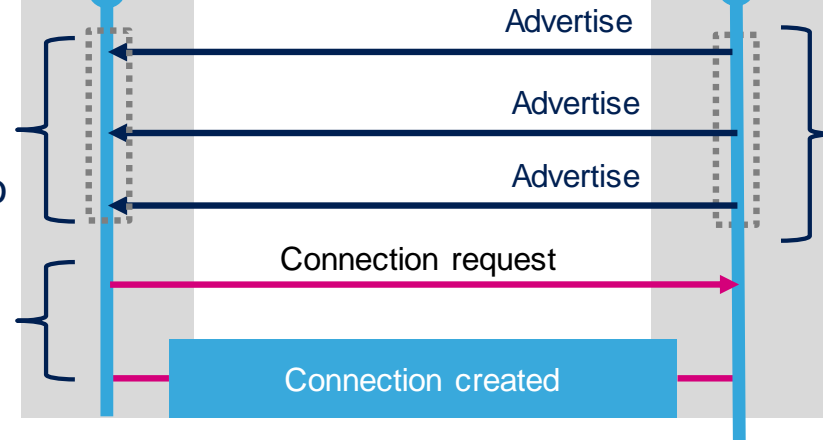 Advertise
Advertise
Advertise
Connection request
Connection created